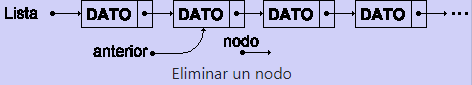 Lista DATO DATO DATO DATO ...
anterior nodo
Eliminar un nodo